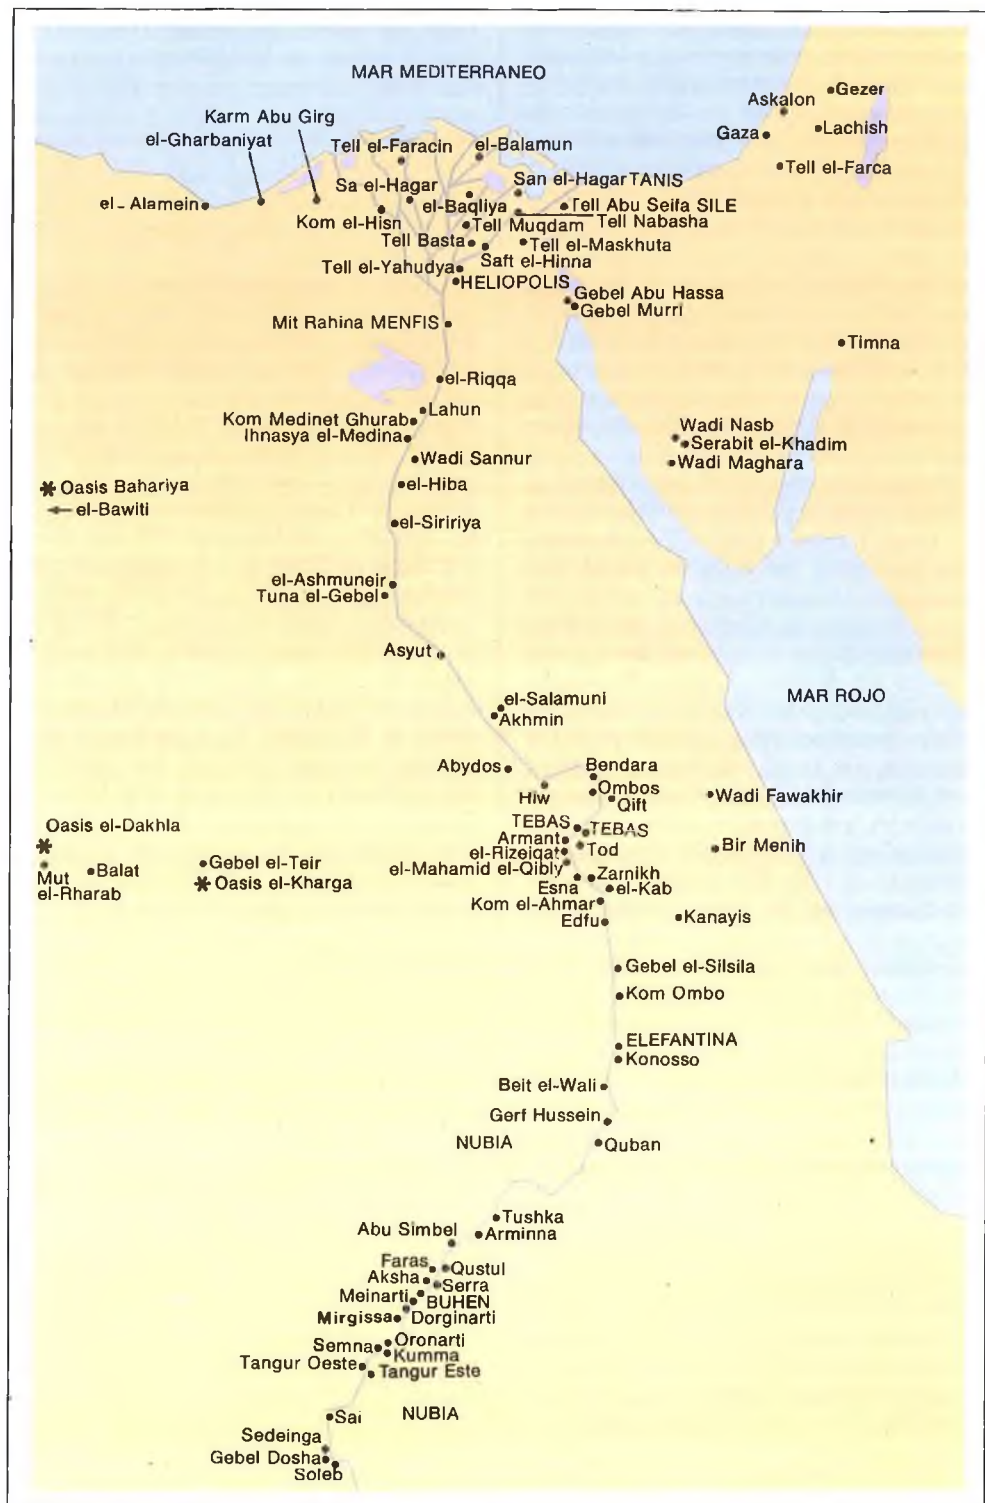 MAR MEDITERRANEO
Gezer
Askalon
Karm Abu Girg
Lachish
Gaza
el-Gharbaniyat
Tell el-Faracin
el-Balamun
Tell el-Farca
San el-Hagar TANIS
Sa el-Hagar
el-Alamein
el-Baqliya
Tell Abu Seifa SILE
Kom el-Hisn
Tell Muqdam
Tell Nabasha
Tell Basta
Tell el-Maskhuta
Saft el-Hinna
Tell el-Yahudya
HELIOPOLIS
Gebel Abu Hassa
Gebel Murri
Mit Rahina MENFIS
Timna
el-Riqqa
Lahun
Kom Medinet Ghurab
Ihnasya el-Medina
Wadi Nasb
Serabit el-Khadim
Wadi Sannur
Wadi Maghara
Oasis Bahariya
el-Hiba
el-Bawiti
el-Siririya
el-Ashmuneir
Tuna el-Gebel
Asyut
MAR ROJO
el-Salamuni
Akhmin
Abydos
Bendara
Hiw
Ombos
Qift
Wadi Fawakhir
Oasis el-Dakhla
TEBAS
TEBAS
Armant
Tod
Bir Menih
el-Rizeiqat
Gebel el-Teir
el-Mahamid el-Qibly
Balat
Mut
el-Rharab
Oasis el-Kharga
Zarnikh
Esna
el-Kab
Kom el-Ahmar
Kanayis
Edfu
Gebel el-Silsila
Kom Ombo
ELEFANTINA
Konosso
Beit el-Wali
Gerf Hussein
NUBIA
Quban
Tushka
Abu Simbel
Arminna
Faras
Qustul
Aksha
Serra
Meinarti
BUHEN
Mirgissa
Dorginarti
Oronarti
Semna
Kumma
Tangur Oeste
Tangur Este
Sai
NUBIA
Sedeinga
Gebel Dosha
Soleb